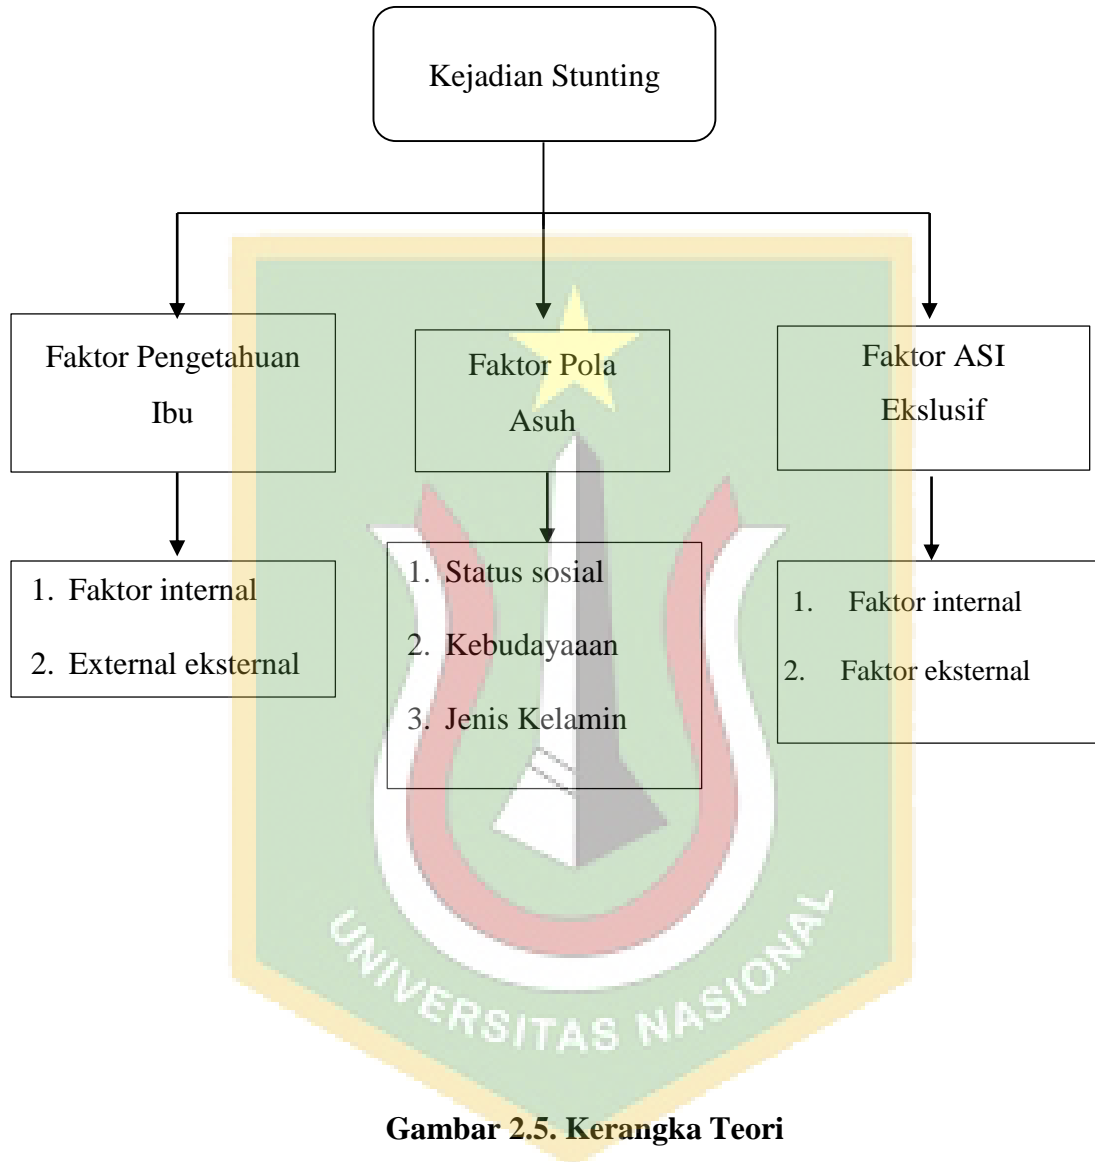 Kejadian Stunting
Faktor Pengetahuan
Ibu
Faktor Pola
Asuh
Faktor ASI
Ekslusif
1. Faktor internal
2. External eksternal
1. Status sosial
2. Kebudayaaan
3. Jenis Kelamin
1. Faktor internal
2. Faktor eksternal
UNIVERSITAS NASIONAL
Gambar 2.5. Kerangka Teori